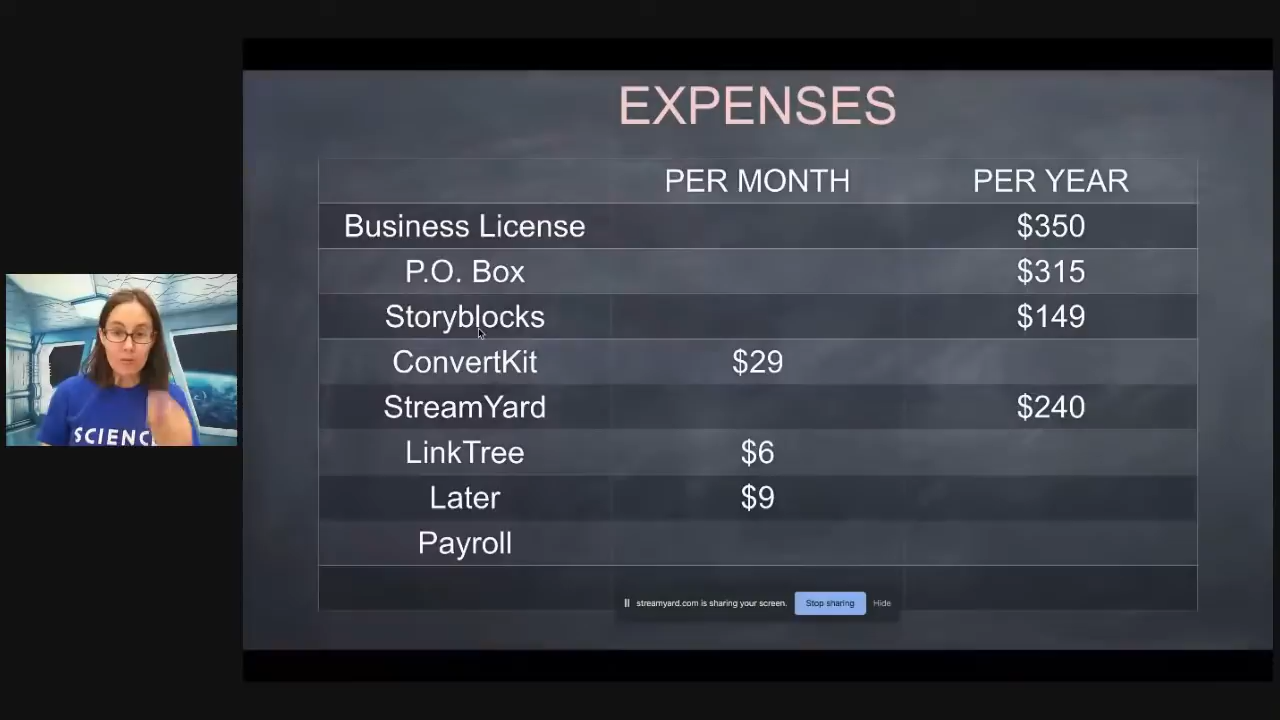 EXPENSES
PER MONTH PER YEAR
Business License $350
P.O. Box $315
Storyblocks $149
ConvertKit $29
StreamYard $240
LinkTree $6
Later $9
Payroll
streamyard.com is sharing your screen. Stop sharing Hide
SCIENC